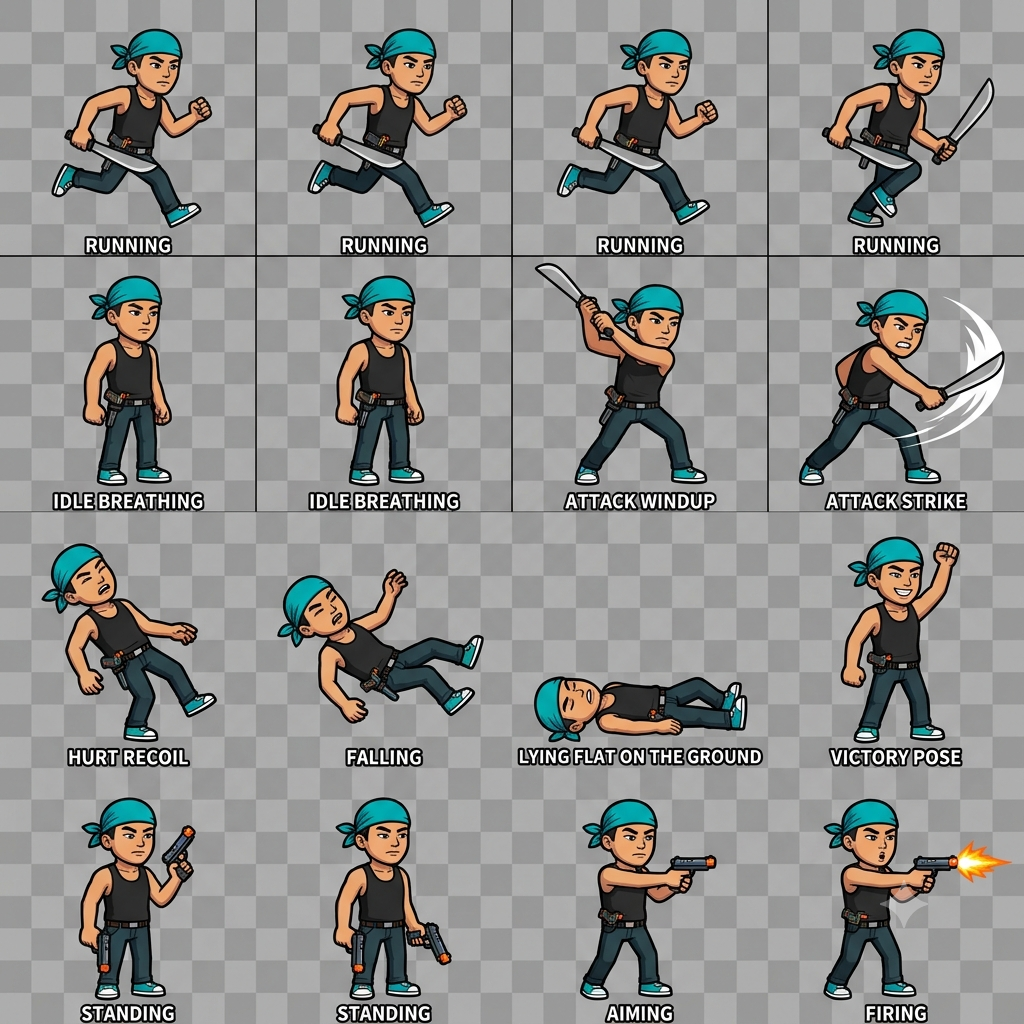 RUNNING
RUNNING
RUNNING
RUNNING
IDLE BREATHING
IDLE BREATHING
ATTACK WINDUP
ATTACK STRIKE
HURT RECOIL
FALLING
LYING FLAT ON THE GROUND
VICTORY POSE
STANDING
STANDING
AIMING
FIRING